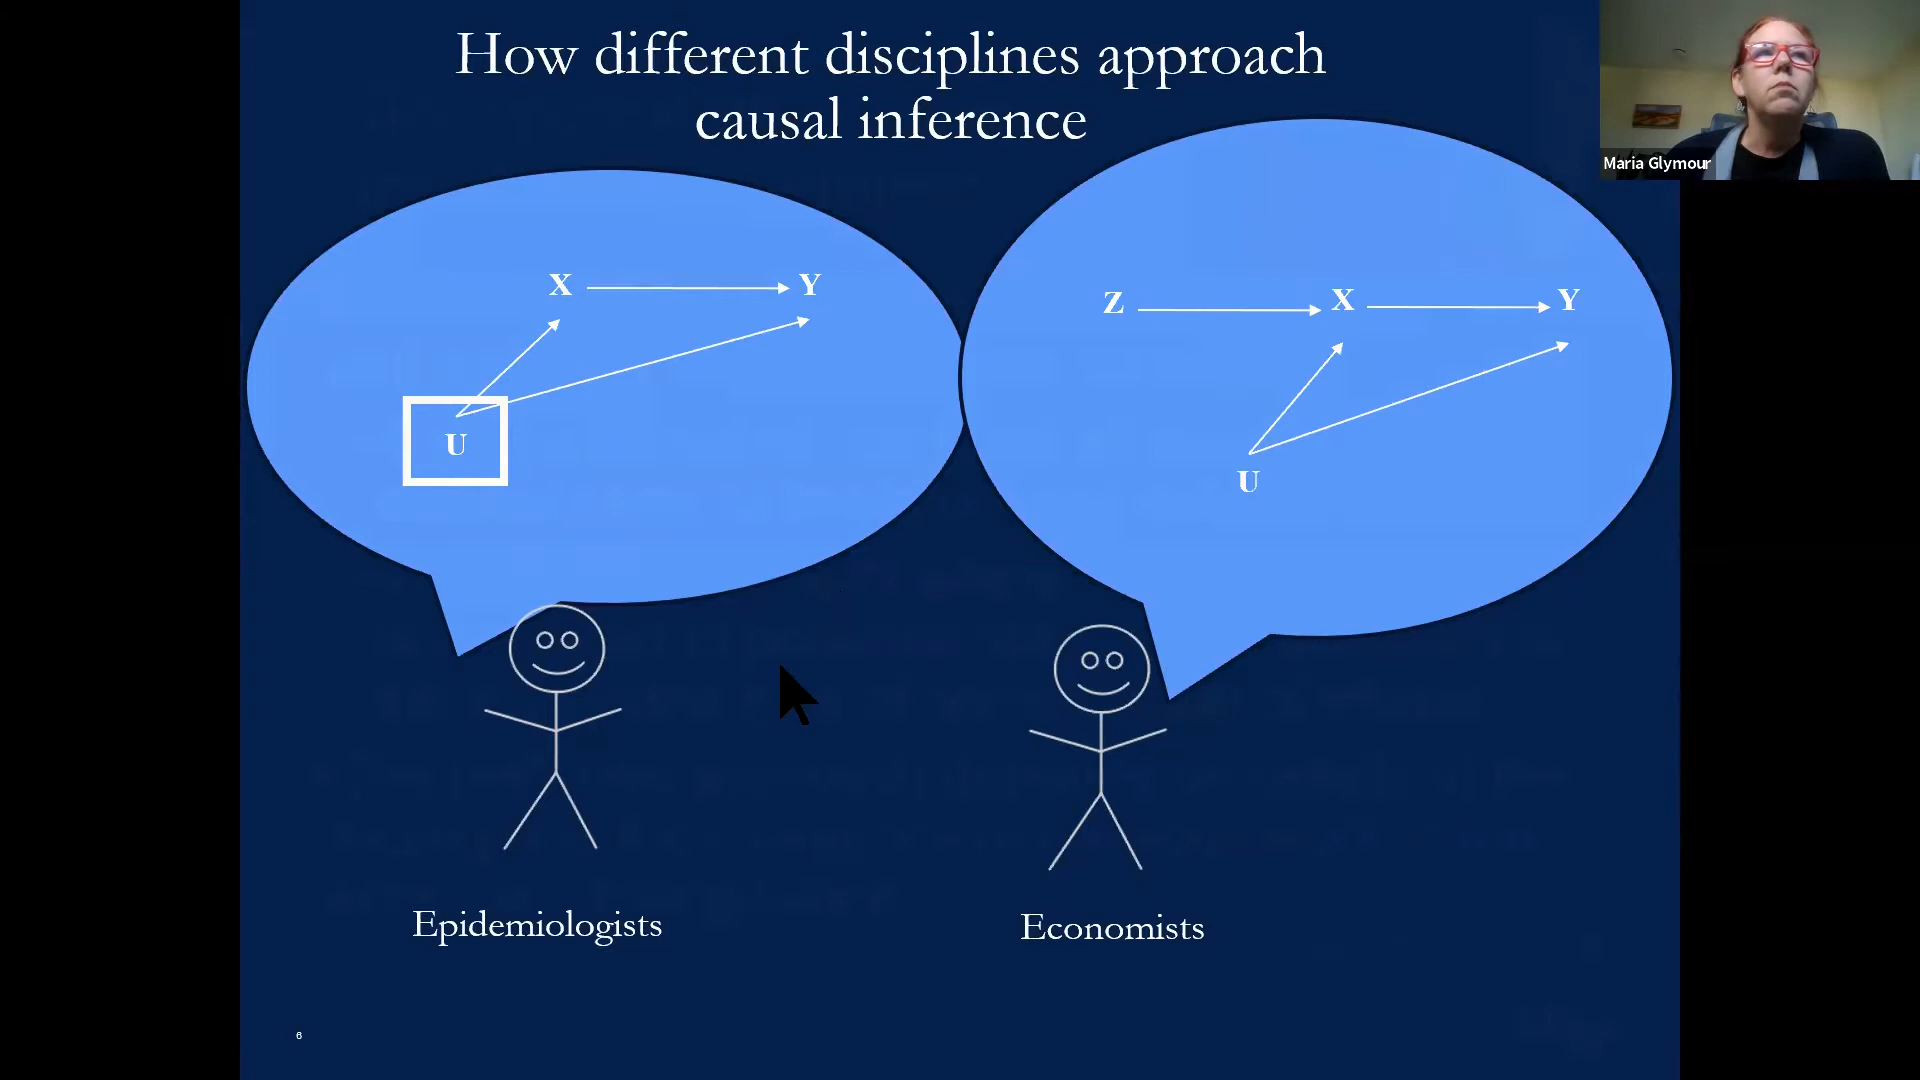 How different disciplines approach
causal inference
Maria Glymour
X
Y
U
Z
X
Y
U
Epidemiologists
Economists
6